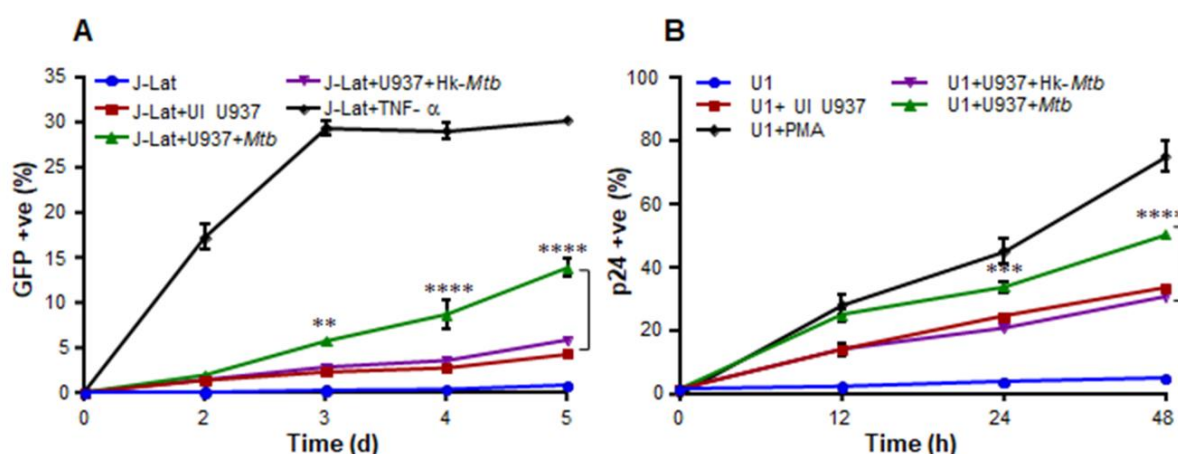 A
J-Lat
J-Lat+UI U937
J-Lat+U937+Mtb
J-Lat+U937+Hk-Mtb
J-Lat+TNF- α
GFP +ve (%)
35
30
25
20
15
10
5
0
**
****
****
0 2 3 4 5
Time (d)
B
U1
U1+ UI U937
U1+PMA
U1+U937+Hk-Mtb
U1+U937+Mtb
p24 +ve (%)
100
80
60
40
20
0
***
****
0 12 24 48
Time (h)